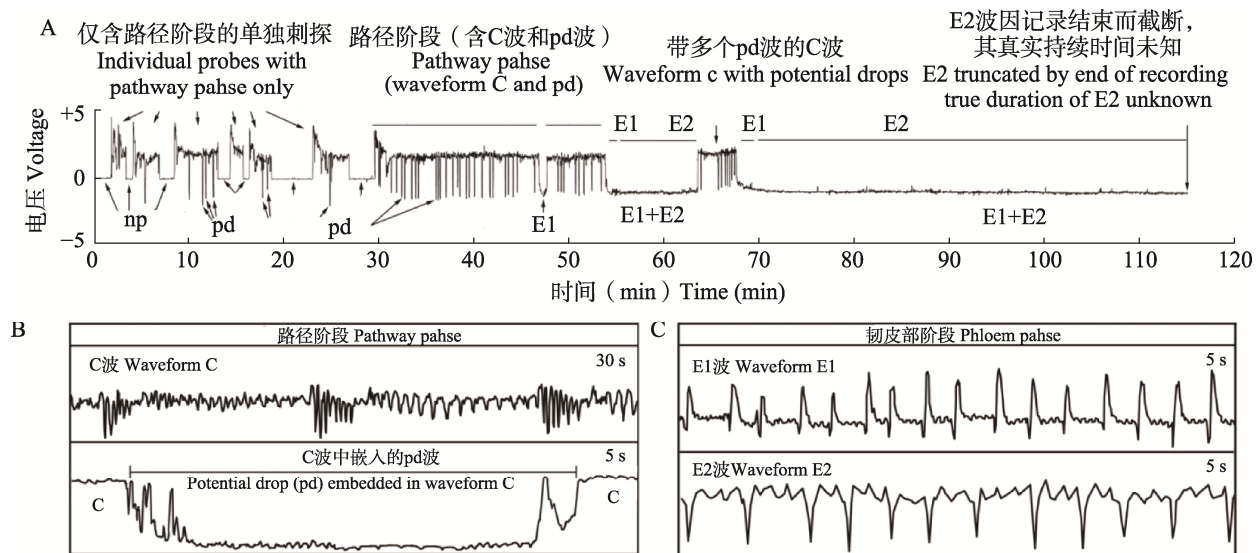 A
仅含路径阶段的单独刺探
Individual probes with
pathway pahse only
路径阶段（含C波和pd波）
Pathway pahse
(waveform C and pd)
带多个pd波的C波
Waveform c with potential drops
E2波因记录结束而截断，
其真实持续时间未知
E2 truncated by end of recording
true duration of E2 unknown
电压 Voltage
+5
0
−5
E1 E2 E1 E2
np pd pd E1 E1+E2 E1+E2
0 10 20 30 40 50 60 70 80 90 100 110 120
时间（min）Time (min)
B
路径阶段 Pathway pahse
C波 Waveform C 30 s
C波中嵌入的pd波 5 s
Potential drop (pd) embedded in waveform C
C C
C
韧皮部阶段 Phloem pahse
E1波 Waveform E1 5 s
E2波Waveform E2 5 s